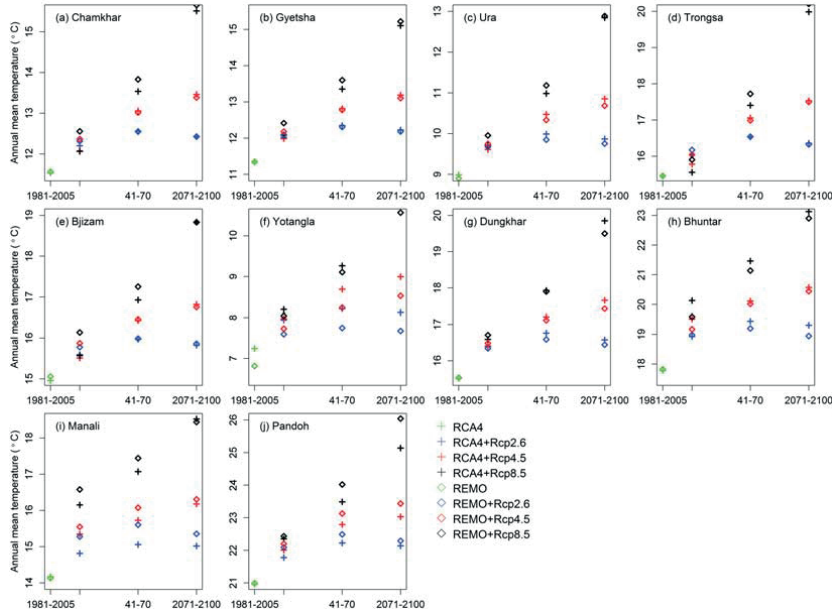 (a) Chamkhar
(b) Gyetsha
(c) Ura
(d) Trongsa
Annual mean temperature (°C)
12 13 14 15
11 12 13 14 15
9 10 11 12 13
16 17 18 19 20
1981-2005 41-70 2071-2100
1981-2005 41-70 2071-2100
1981-2005 41-70 2071-2100
1981-2005 41-70 2071-2100
(e) Bjizam
(f) Yotangla
(g) Dungkhar
(h) Bhuntar
Annual mean temperature (°C)
15 16 17 18 19
7 8 9 10
16 17 18 19 20
18 19 20 21 22 23
1981-2005 41-70 2071-2100
1981-2005 41-70 2071-2100
1981-2005 41-70 2071-2100
1981-2005 41-70 2071-2100
(i) Manali
(j) Pandoh
Annual mean temperature (°C)
14 15 16 17 18
21 22 23 24 25 26
1981-2005 41-70 2071-2100
1981-2005 41-70 2071-2100
RCA4
RCA4+Rcp2.6
RCA4+Rcp4.5
RCA4+Rcp8.5
REMO
REMO+Rcp2.6
REMO+Rcp4.5
REMO+Rcp8.5